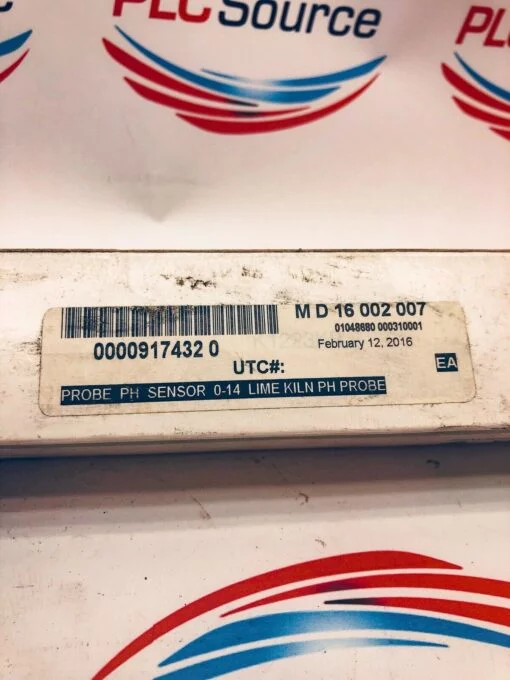 PLCSource
PL
M D 16 002 007
01048680 000310001
0000917432 0
February 12, 2016
UTC#:
EA
PROBE PH SENSOR 0-14 LIME KILN PH PROBE